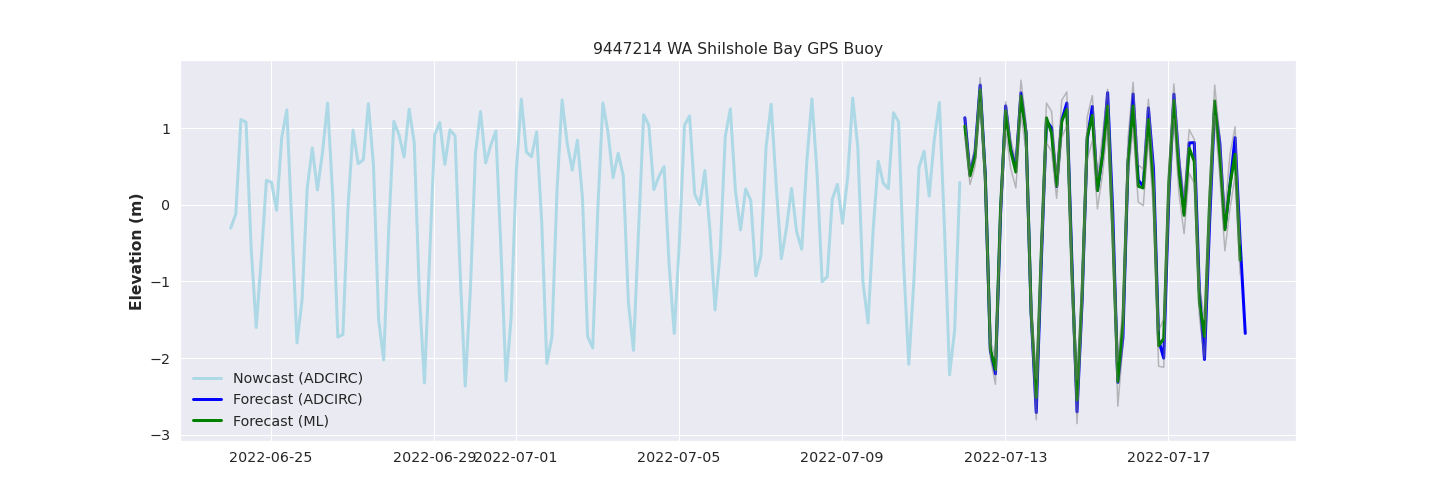 9447214 WA Shilshole Bay GPS Buoy
Elevation (m)
1
0
−1
−2
−3
Nowcast (ADCIRC)
Forecast (ADCIRC)
Forecast (ML)
2022-06-25
2022-06-29
2022-07-01
2022-07-05
2022-07-09
2022-07-13
2022-07-17